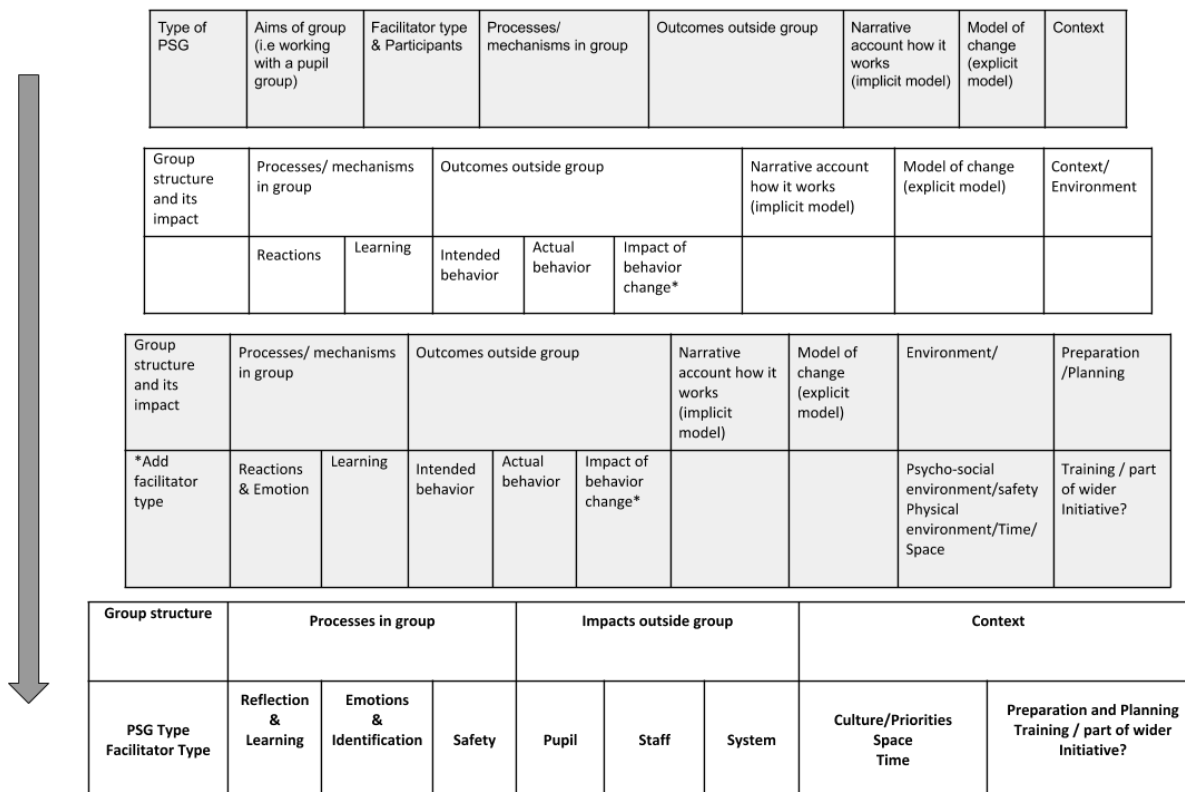 Type of
PSG
Aims of group
(i.e working
with a pupil
group)
Facilitator type
& Participants
Processes/
mechanisms in group
Outcomes outside group
Narrative
account how it
works
(implicit model)
Model of
change
(explicit
model)
Context
Group
structure
and its
impact
Processes/ mechanisms
in group
Outcomes outside group
Narrative account
how it works
(implicit model)
Model of change
(explicit model)
Context/
Environment
Reactions
Learning
Intended
behavior
Actual
behavior
Impact of
behavior
change*
Group
structure
and its
impact
Processes/ mechanisms
in group
Outcomes outside group
Narrative
account how it
works
(implicit
model)
Model of
change
(explicit
model)
Environment/
Preparation
/Planning
*Add
facilitator
type
Reactions
& Emotion
Learning
Intended
behavior
Actual
behavior
Impact of
behavior
change*
Psycho-social
environment/safety
Physical
environment/Time/
Space
Training / part
of wider
Initiative?
Group structure
Processes in group
Impacts outside group
Context
PSG Type
Facilitator Type
Reflection
&
Learning
Emotions
&
Identification
Safety
Pupil
Staff
System
Culture/Priorities
Space
Time
Preparation and Planning
Training / part of wider
Initiative?